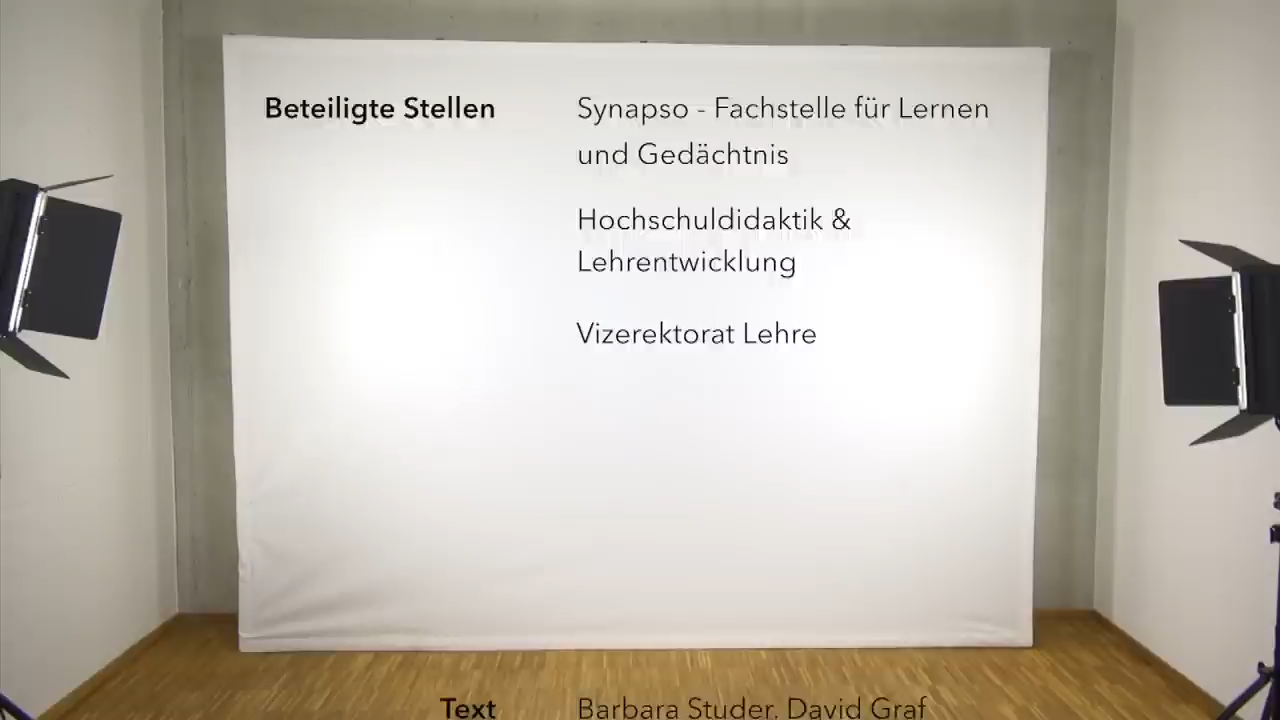 Beteiligte Stellen
Synapso - Fachstelle für Lernen
und Gedächtnis
Hochschuldidaktik &
Lehrentwicklung
Vizerektorat Lehre
Text
Barbara Studer, David Graf